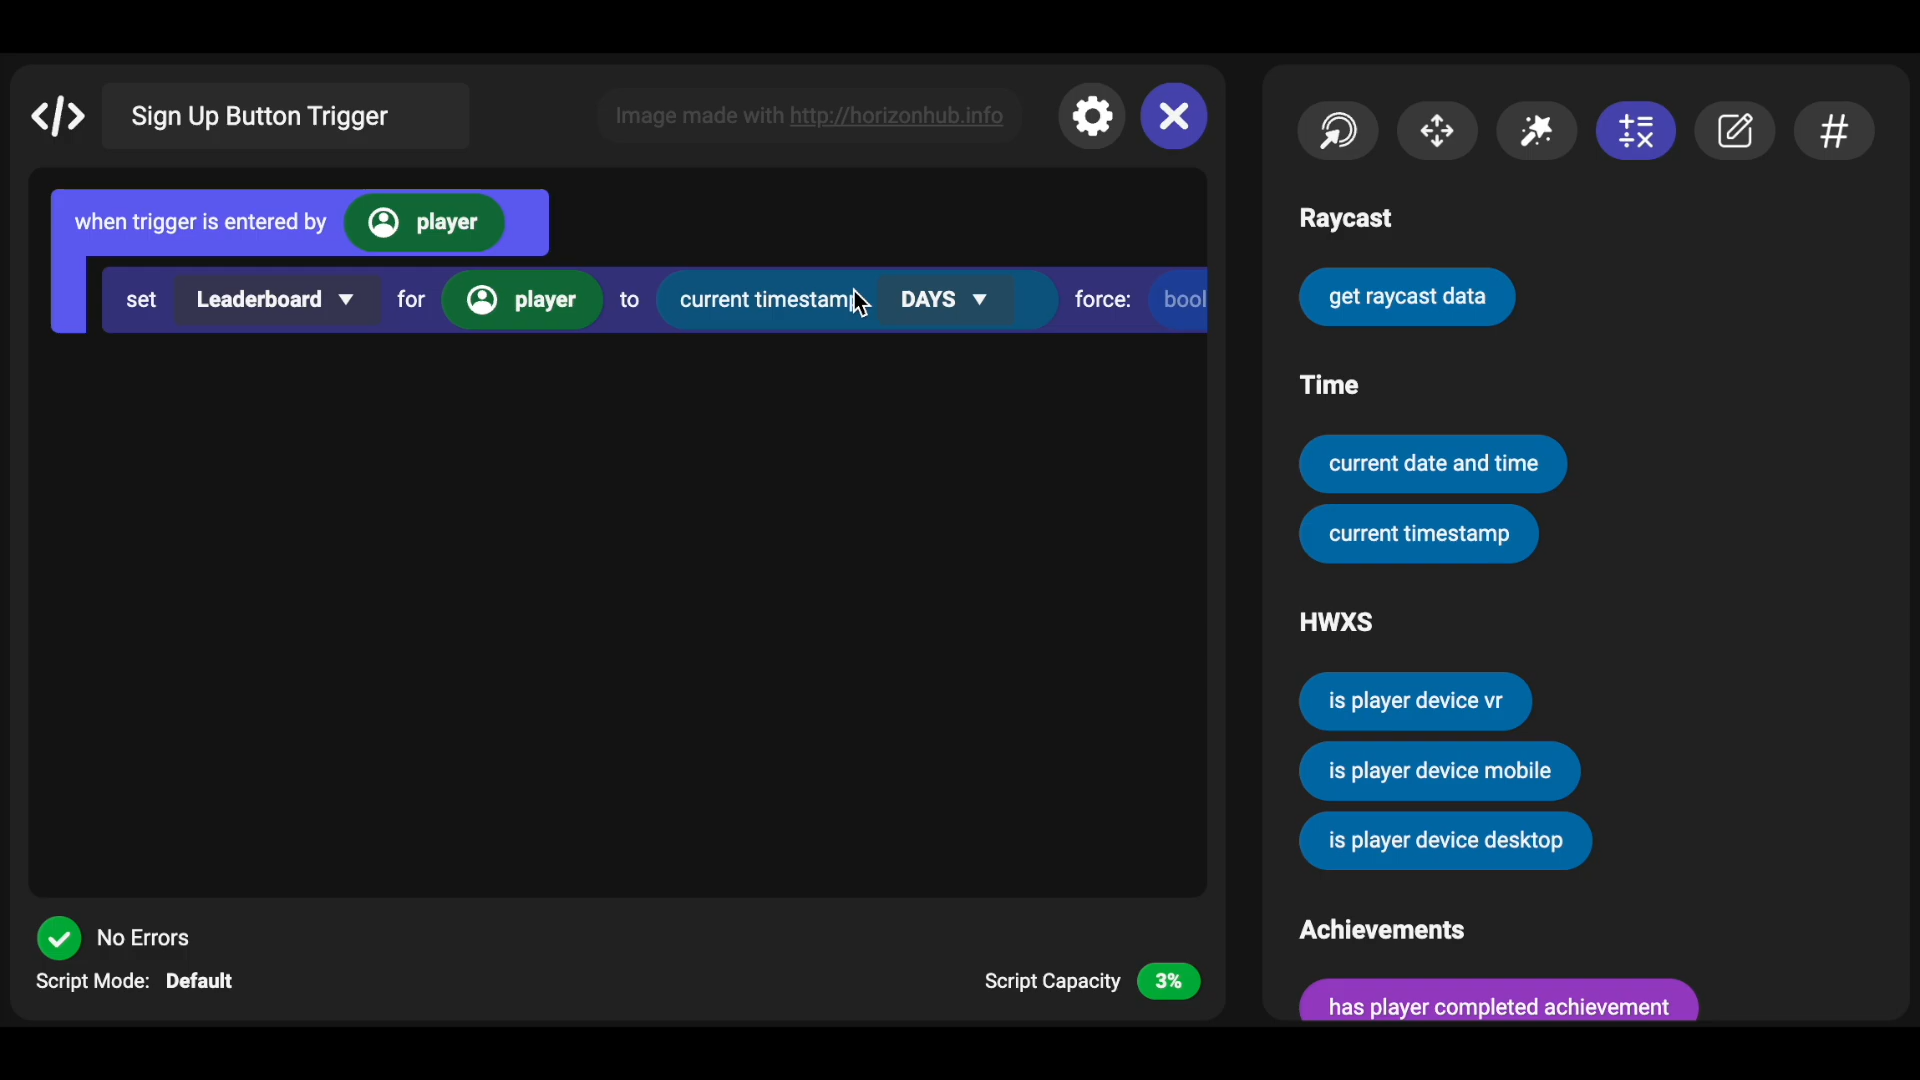 Sign Up Button Trigger
Image made with http://horizonhub.info
when trigger is entered by player
set Leaderboard for player to current timestamp DAYS force: bool
No Errors
Script Mode: Default
Script Capacity 3%
#
Raycast
get raycast data
Time
current date and time
current timestamp
HWXS
is player device vr
is player device mobile
is player device desktop
Achievements
has player completed achievement